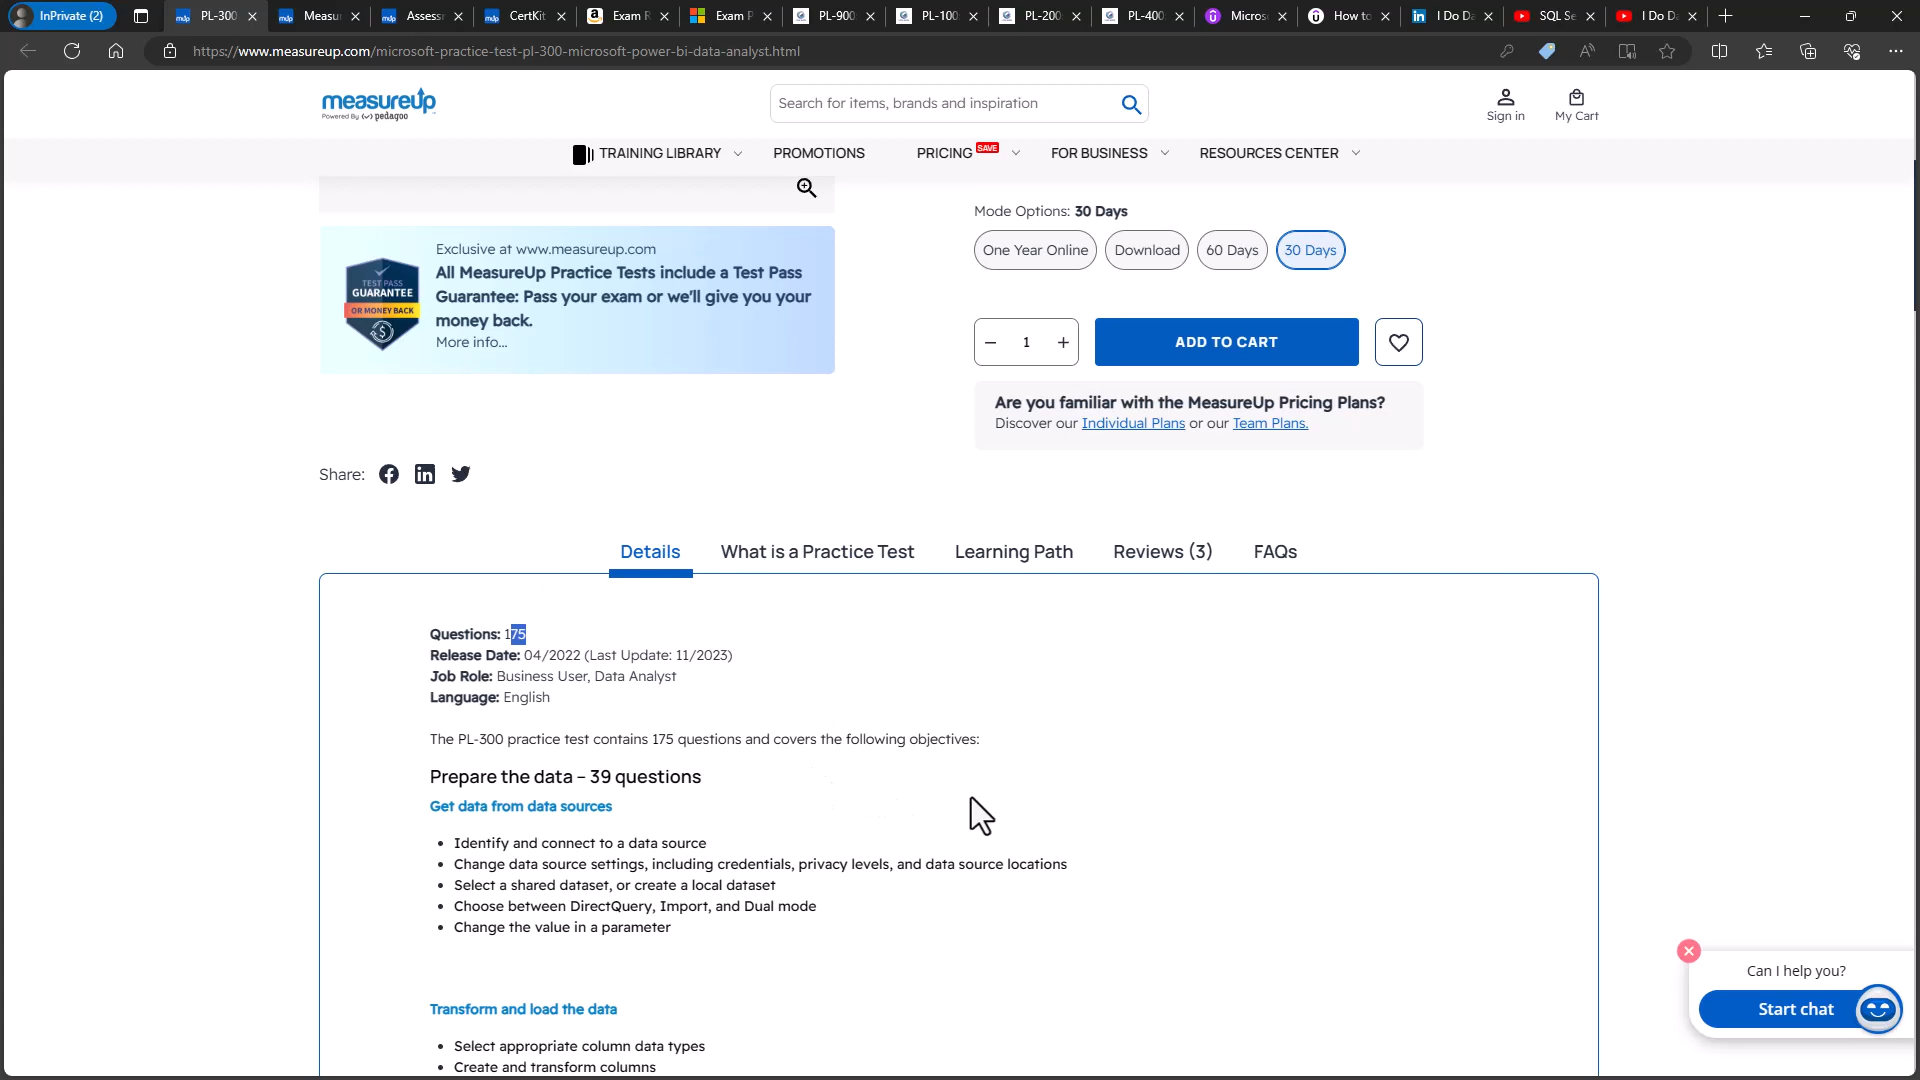 InPrivate (2)
PL-300
Measur
Assessm
CertKit
Exam R
Exam P
PL-900:
PL-100:
PL-200
PL-400:
Micros
How to
I Do Da
SQL Se
I Do Da
https://www.measureup.com/microsoft-practice-test-pl-300-microsoft-power-bi-data-analyst.html
measureUp
Powered By pedagoo
Search for items, brands and inspiration
Sign in
My Cart
TRAINING LIBRARY
PROMOTIONS
PRICING SAVE
FOR BUSINESS
RESOURCES CENTER
Mode Options: 30 Days
One Year Online
Download
60 Days
30 Days
TEST PASS
GUARANTEE
OR MONEY BACK
Exclusive at www.measureup.com
All MeasureUp Practice Tests include a Test Pass
Guarantee: Pass your exam or we'll give you your
money back.
More info...
1
ADD TO CART
Are you familiar with the MeasureUp Pricing Plans?
Discover our Individual Plans or our Team Plans.
Share:
Details
What is a Practice Test
Learning Path
Reviews (3)
FAQs
Questions: 175
Release Date: 04/2022 (Last Update: 11/2023)
Job Role: Business User, Data Analyst
Language: English
The PL-300 practice test contains 175 questions and covers the following objectives:
Prepare the data – 39 questions
Get data from data sources
• Identify and connect to a data source
• Change data source settings, including credentials, privacy levels, and data source locations
• Select a shared dataset, or create a local dataset
• Choose between DirectQuery, Import, and Dual mode
• Change the value in a parameter
Transform and load the data
• Select appropriate column data types
• Create and transform columns
Can I help you?
Start chat